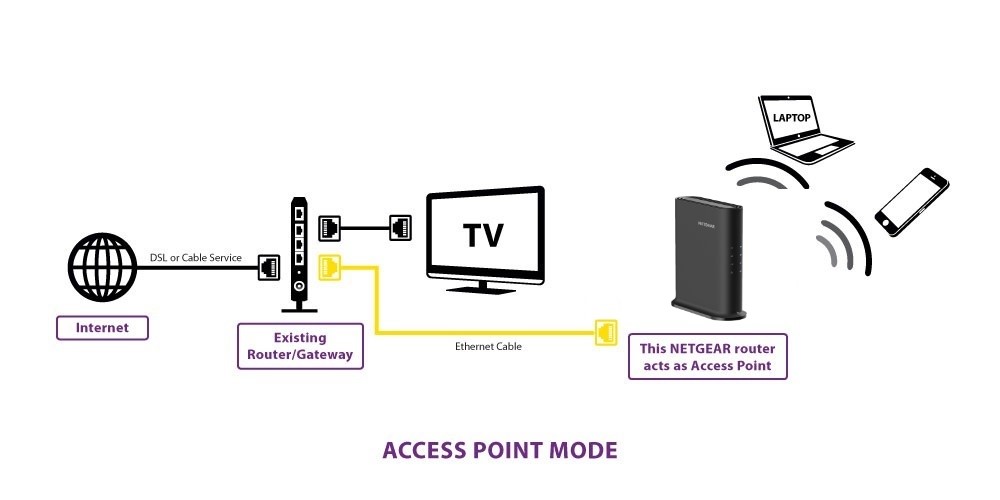 LAPTOP
NETGEAR
TV
DSL or Cable Service
Internet
Existing
Router/Gateway
Ethernet Cable
This NETGEAR router
acts as Access Point
ACCESS POINT MODE